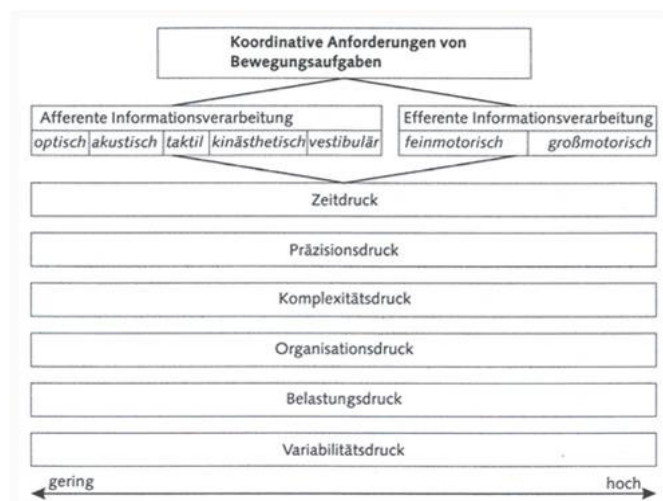 Koordinative Anforderungen von
Bewegungsaufgaben
Afferente Informationsverarbeitung
optisch akustisch taktil kinästhetisch vestibulär
Efferente Informationsverarbeitung
feinmotorisch großmotorisch
Zeitdruck
Präzisionsdruck
Komplexitätsdruck
Organisationsdruck
Belastungsdruck
Variabilitätsdruck
gering hoch